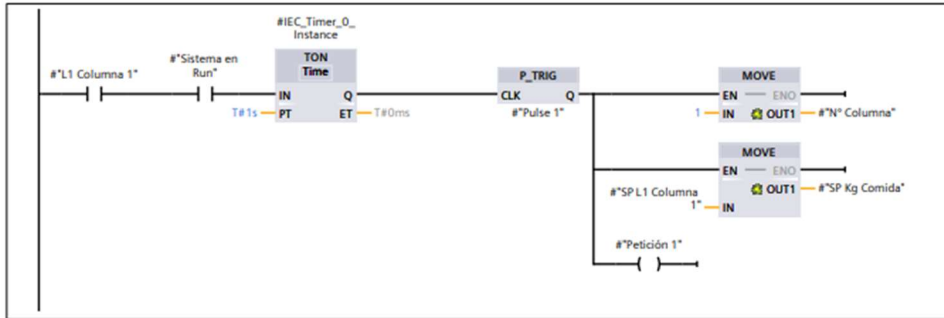 #IEC_Timer_0_
Instance
TON
Time
#"L1 Columna 1"
#"Sistema en
Run"
IN
Q
T#1s
PT
ET
T#0ms
P_TRIG
CLK
Q
#"Pulse 1"
MOVE
EN
ENO
1
IN
OUT1
#"Nº Columna"
MOVE
EN
ENO
OUT1
#"SP Kg Comida"
#"SP L1 Columna
1"
IN
#"Petición 1"